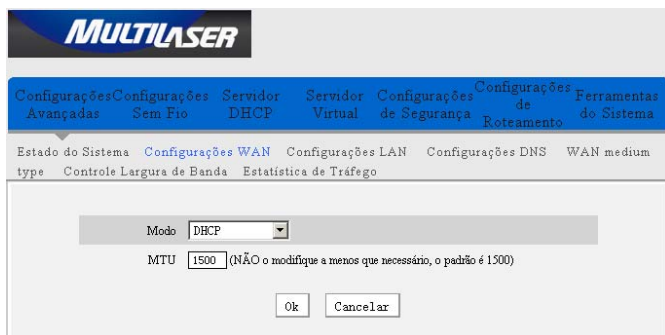 MULTILASER
Configurações Avançadas Configurações Sem Fio Servidor DHCP Servidor Virtual Configurações de Segurança Configurações de Roteamento Ferramentas do Sistema
Estado do Sistema Configurações WAN Configurações LAN Configurações DNS WAN medium
type Controle Largura de Banda Estatística de Tráfego
Modo DHCP
MTU 1500 (NÃO o modifique a menos que necessário, o padrão é 1500)
Ok Cancelar